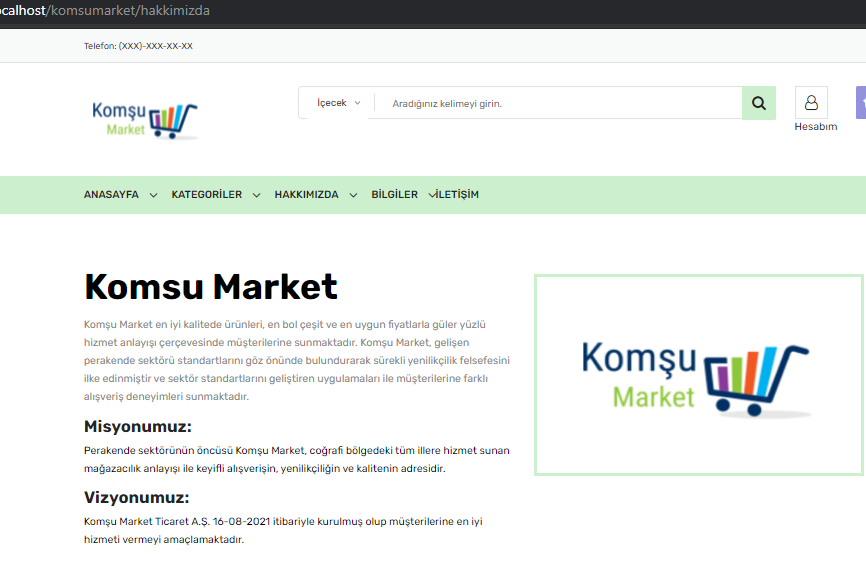 localhost/komsumarket/hakkimizda
Telefon: (XXX)-XXX-XX-XX
Komşu
Market
İçecek
Aradığınız kelimeyi girin.
Hesabım
ANASAYFA KATEGORİLER HAKKIMIZDA BİLGİLER İLETİŞİM
Komsu Market
Komşu Market en iyi kalitede ürünleri, en bol çeşit ve en uygun fiyatlarla güler yüzlü
hizmet anlayışı çerçevesinde müşterilerine sunmaktadır. Komşu Market, gelişen
perakende sektörü standartlarını göz önünde bulundurarak sürekli yenilikçilik felsefesini
ilke edinmiştir ve sektör standartlarını geliştiren uygulamaları ile müşterilerine farklı
alışveriş deneyimleri sunmaktadır.
Misyonumuz:
Perakende sektörünün öncüsü Komşu Market, coğrafi bölgedeki tüm illere hizmet sunan
mağazacılık anlayışı ile keyifli alışverişin, yenilikçiliğin ve kalitenin adresidir.
Vizyonumuz:
Komşu Market Ticaret A.Ş. 16-08-2021 itibariyle kurulmuş olup müşterilerine en iyi
hizmeti vermeyi amaçlamaktadır.
Komşu
Market